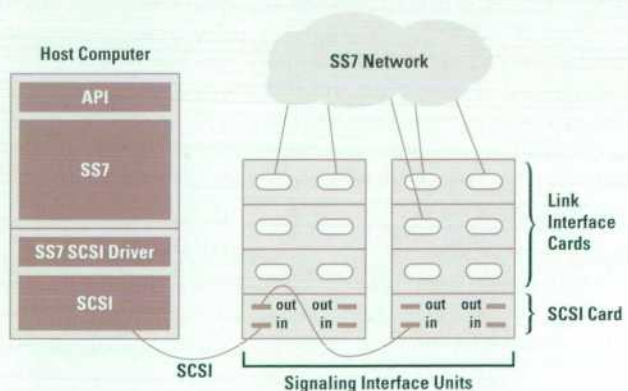 Host Computer
API
SS7
SS7 SCSI Driver
SCSI
SS7 Network
Link
Interface
Cards
out out
in in
out out
in in
SCSI Card
SCSI
Signaling Interface Units